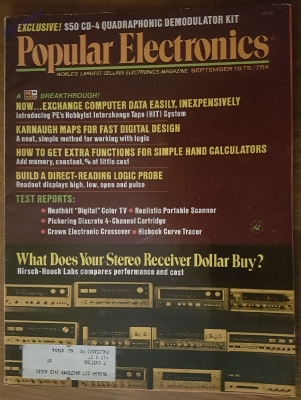 EXCLUSIVE! $50 CD-4 QUADRAPHONIC DEMODULATOR KIT
Popular Electronics
WORLD'S LARGEST SELLING ELECTRONICS MAGAZINE SEPTEMBER 1975/75¢
A BREAKTHROUGH!
NOW...EXCHANGE COMPUTER DATA EASILY, INEXPENSIVELY
Introducing PE's Hobbyist Interchange Tape (HIT) System
KARNAUGH MAPS FOR FAST DIGITAL DESIGN
A neat, simple method for working with logic
HOW TO GET EXTRA FUNCTIONS FOR SIMPLE HAND CALCULATORS
Add memory, constant, % at little cost
BUILD A DIRECT-READING LOGIC PROBE
Readout displays high, low, open and pulse
TEST REPORTS:
• Heathkit "Digital" Color TV • Realistic Portable Scanner
• Pickering Discrete 4-Channel Cartridge
• Crown Electronic Crossover • Hickok Curve Tracer
What Does Your Stereo Receiver Dollar Buy?
Hirsch-Houck Labs compares performance and cost